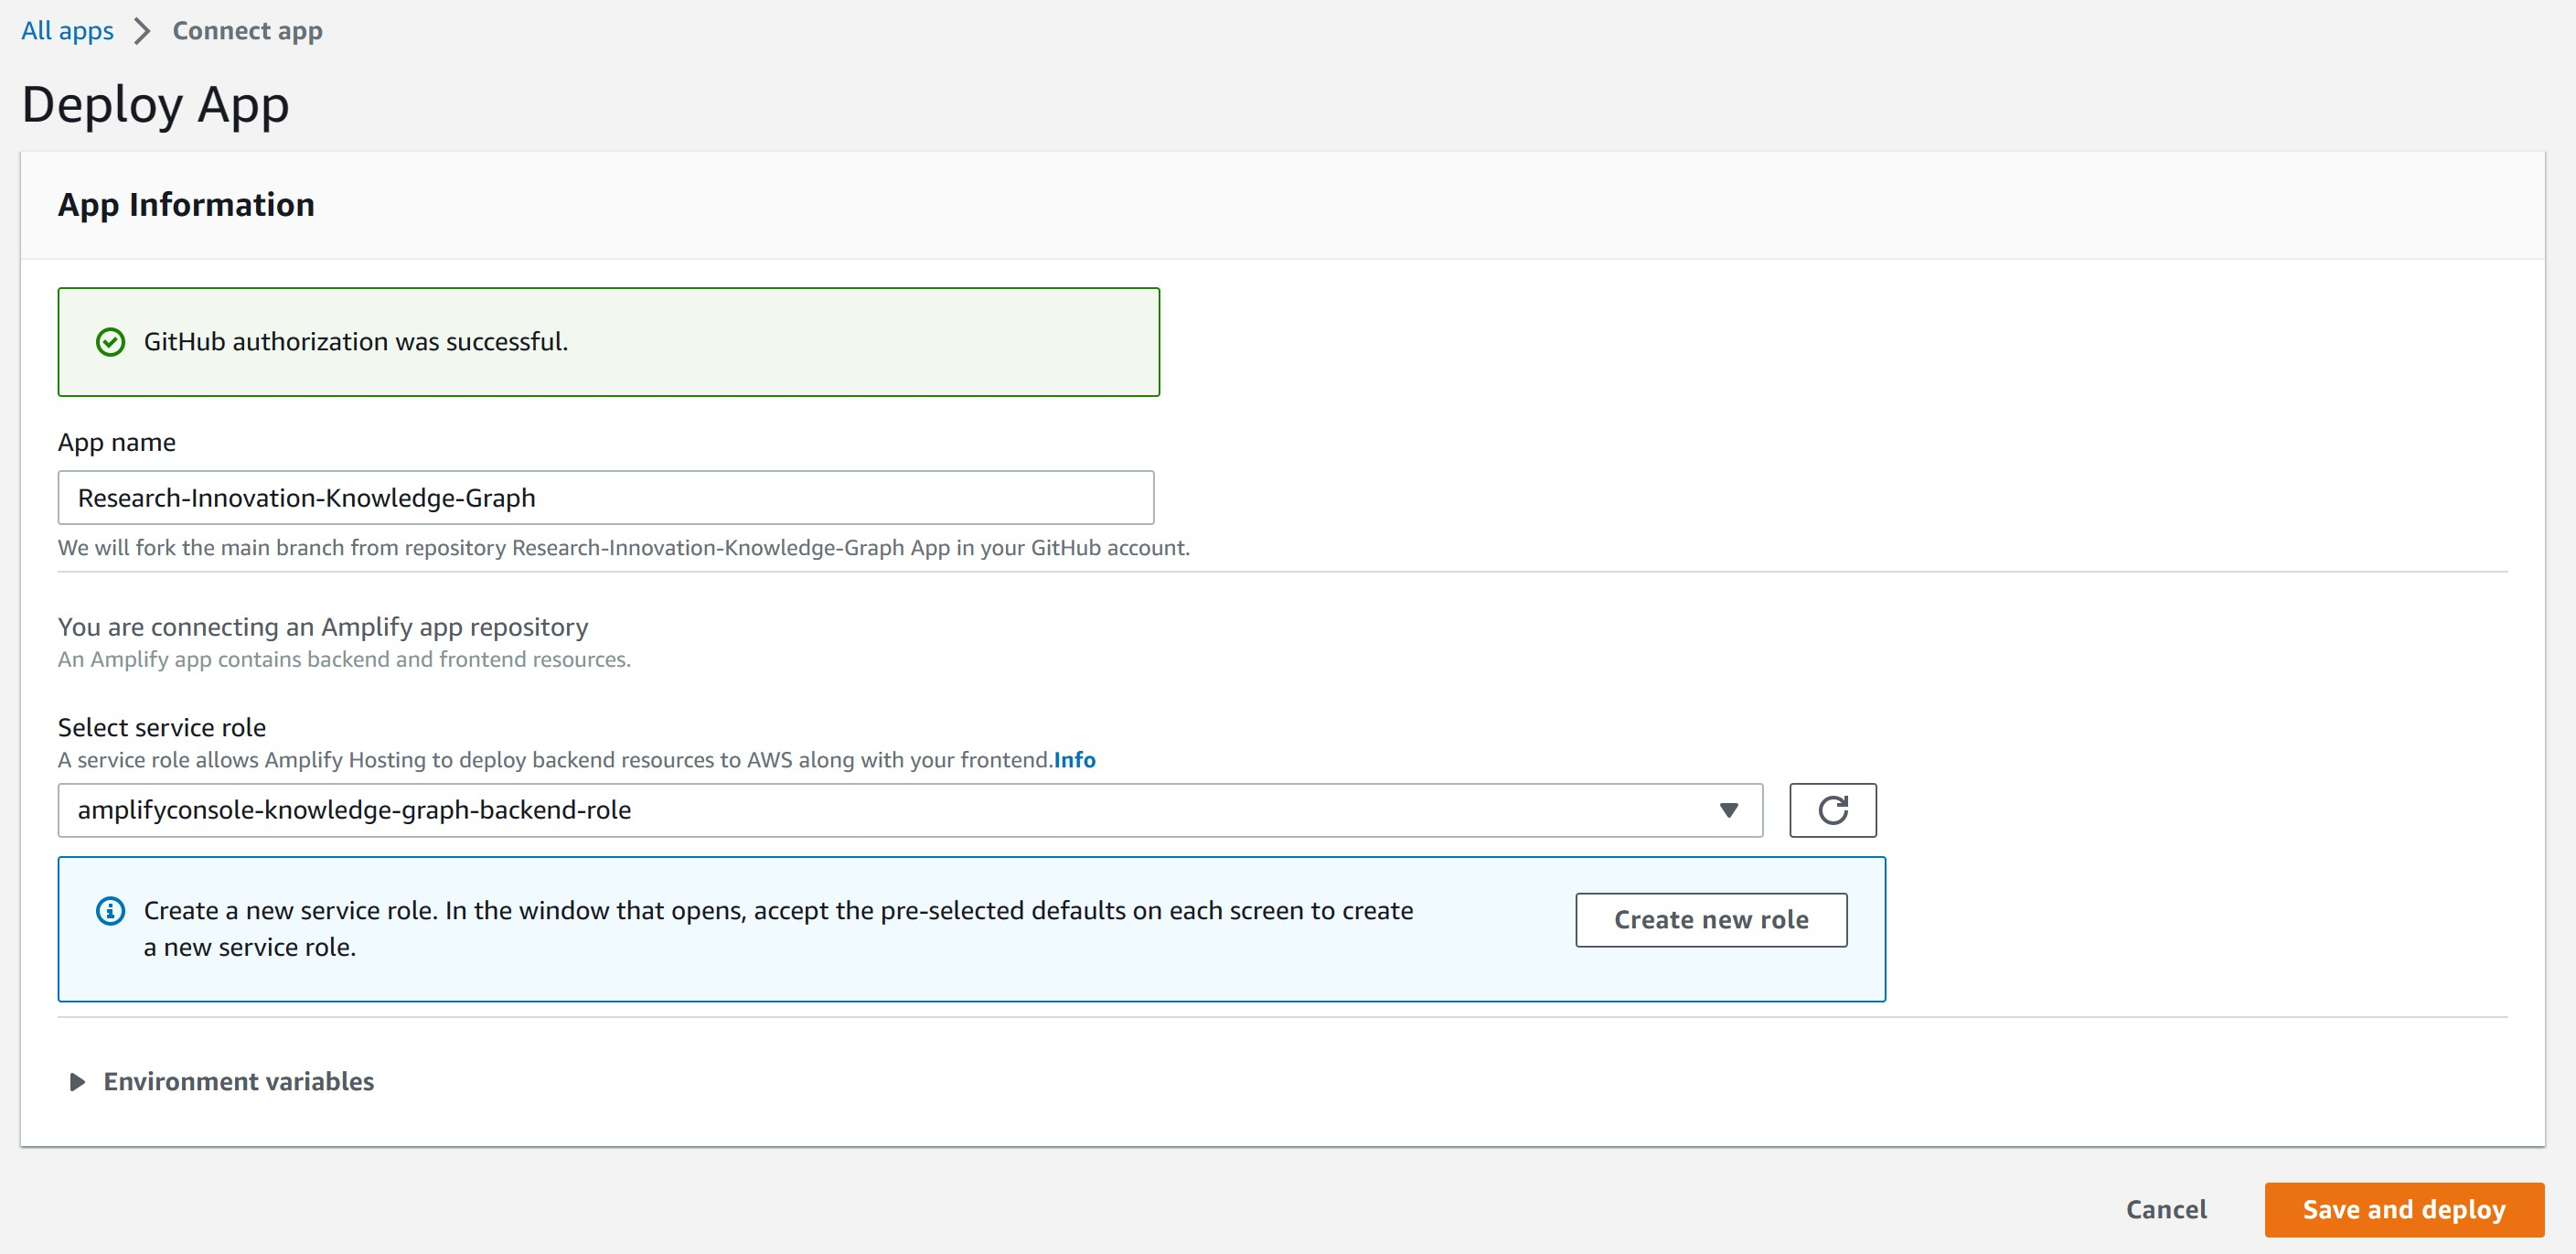 All apps
Connect app
Deploy App
App Information
GitHub authorization was successful.
App name
Research-Innovation-Knowledge-Graph
We will fork the main branch from repository Research-Innovation-Knowledge-Graph App in your GitHub account.
You are connecting an Amplify app repository
An Amplify app contains backend and frontend resources.
Select service role
A service role allows Amplify Hosting to deploy backend resources to AWS along with your frontend.Info
amplifyconsole-knowledge-graph-backend-role
Create a new service role. In the window that opens, accept the pre-selected defaults on each screen to create
a new service role.
Create new role
Environment variables
Cancel
Save and deploy